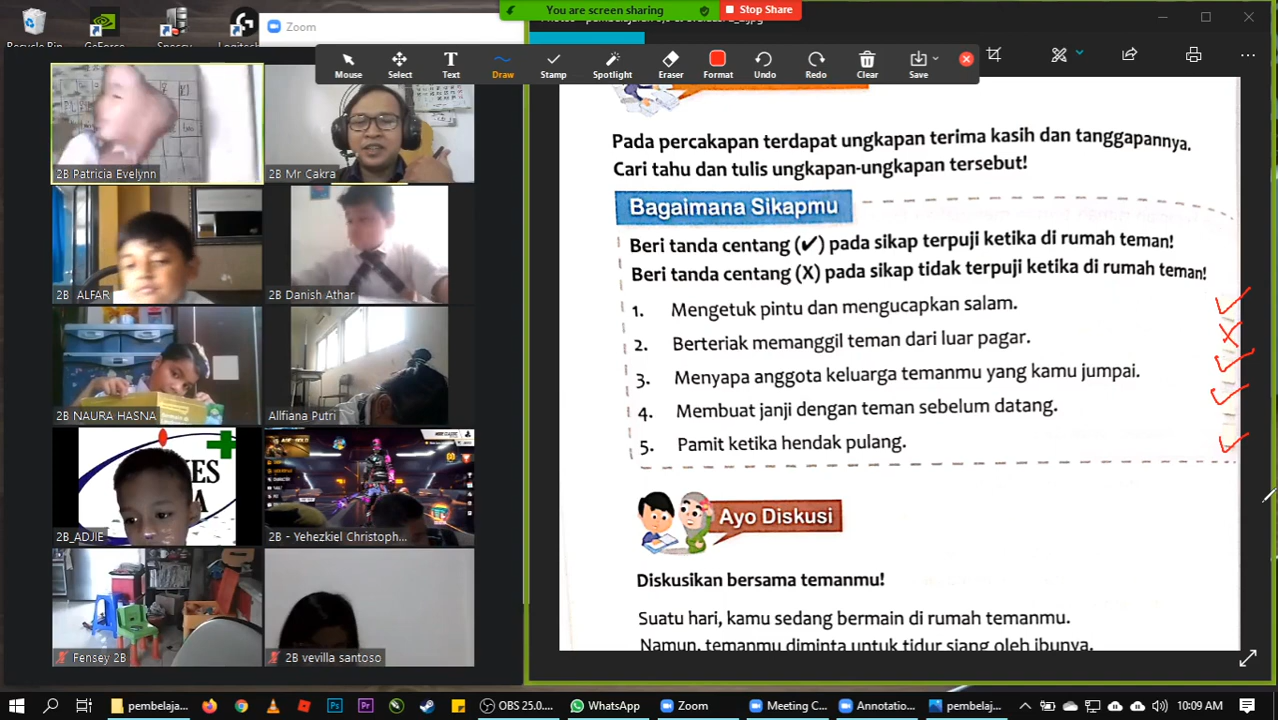 You are screen sharing
Stop Share
Recycle Bin
GeForce
Speccy
Logitech
Zoom
Mouse
Select
Text
Draw
Stamp
Spotlight
Eraser
Format
Undo
Redo
Clear
Save
2B Patricia Evelynn
2B Mr Cakra
2B ALFAR
2B Danish Athar
2B NAURA HASNA
Allfiana Putri
2B_ADJIE
2B - Yehezkiel Christoph...
Fensey 2B
2B vevilla santoso
Pada percakapan terdapat ungkapan terima kasih dan tanggapannya.
Cari tahu dan tulis ungkapan-ungkapan tersebut!
Bagaimana Sikapmu
Beri tanda centang (✔) pada sikap terpuji ketika di rumah teman!
Beri tanda centang (X) pada sikap tidak terpuji ketika di rumah teman!
1. Mengetuk pintu dan mengucapkan salam.
2. Berteriak memanggil teman dari luar pagar.
3. Menyapa anggota keluarga temanmu yang kamu jumpai.
4. Membuat janji dengan teman sebelum datang.
5. Pamit ketika hendak pulang.
Ayo Diskusi
Diskusikan bersama temanmu!
Suatu hari, kamu sedang bermain di rumah temanmu.
Namun, temanmu diminta untuk tidur siang oleh ibunya.
pembelaja...
OBS 25.0....
WhatsApp
Zoom
Meeting C...
Annotatio...
pembelaj...
10:09 AM